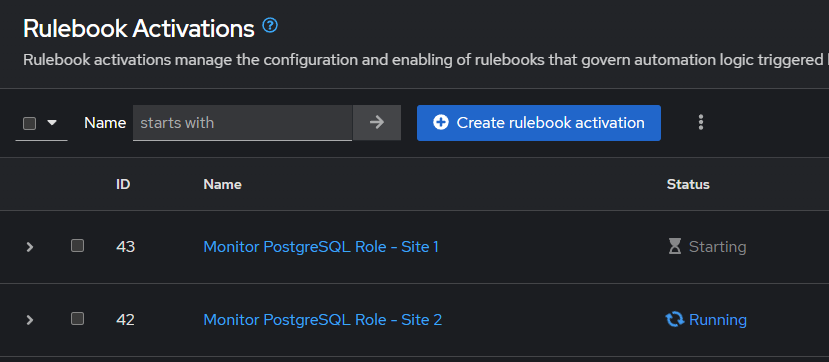 Rulebook Activations
Rulebook activations manage the configuration and enabling of rulebooks that govern automation logic triggered
Name starts with Create rulebook activation
ID Name Status
43 Monitor PostgreSQL Role - Site 1 Starting
42 Monitor PostgreSQL Role - Site 2 Running